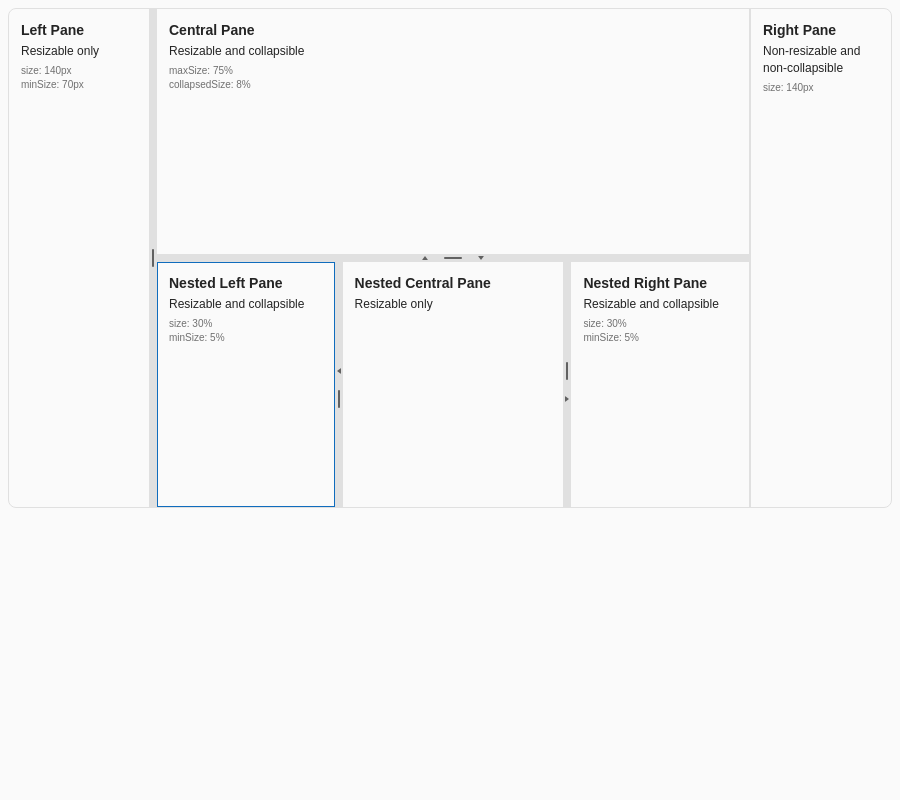 Left Pane
Resizable only
size: 140px
minSize: 70px
Central Pane
Resizable and collapsible
maxSize: 75%
collapsedSize: 8%
Right Pane
Non-resizable and
non-collapsible
size: 140px
Nested Left Pane
Resizable and collapsible
size: 30%
minSize: 5%
Nested Central Pane
Resizable only
Nested Right Pane
Resizable and collapsible
size: 30%
minSize: 5%